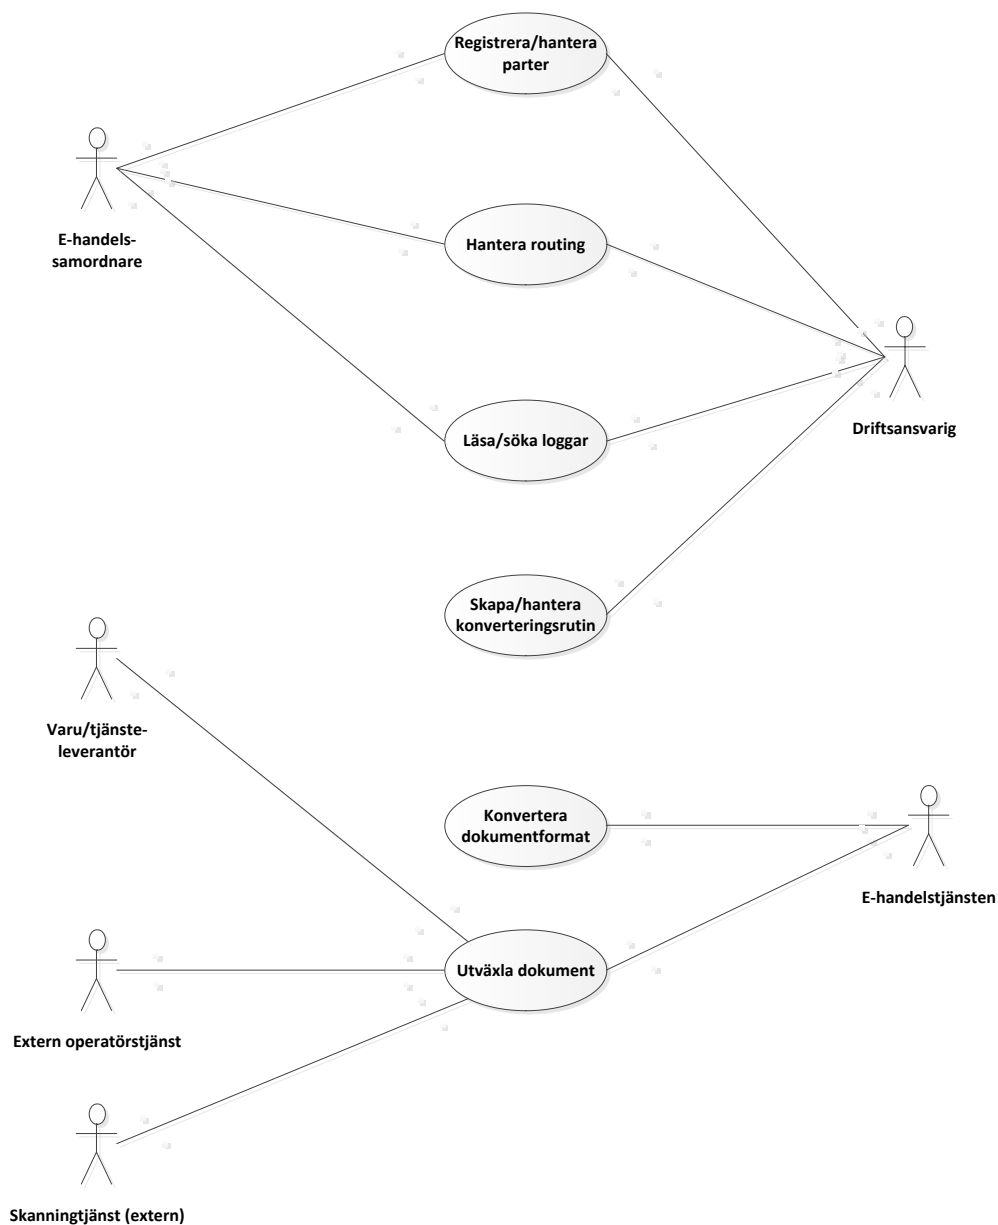 Registrera/hantera
parter
E-handels-
samordnare
Hantera routing
Driftsansvarig
Läsa/söka loggar
Skapa/hantera
konverteringsrutin
Varu/tjänste-
leverantör
Konvertera
dokumentformat
E-handelstjänsten
Utväxla dokument
Extern operatörstjänst
Skanningtjänst (extern)